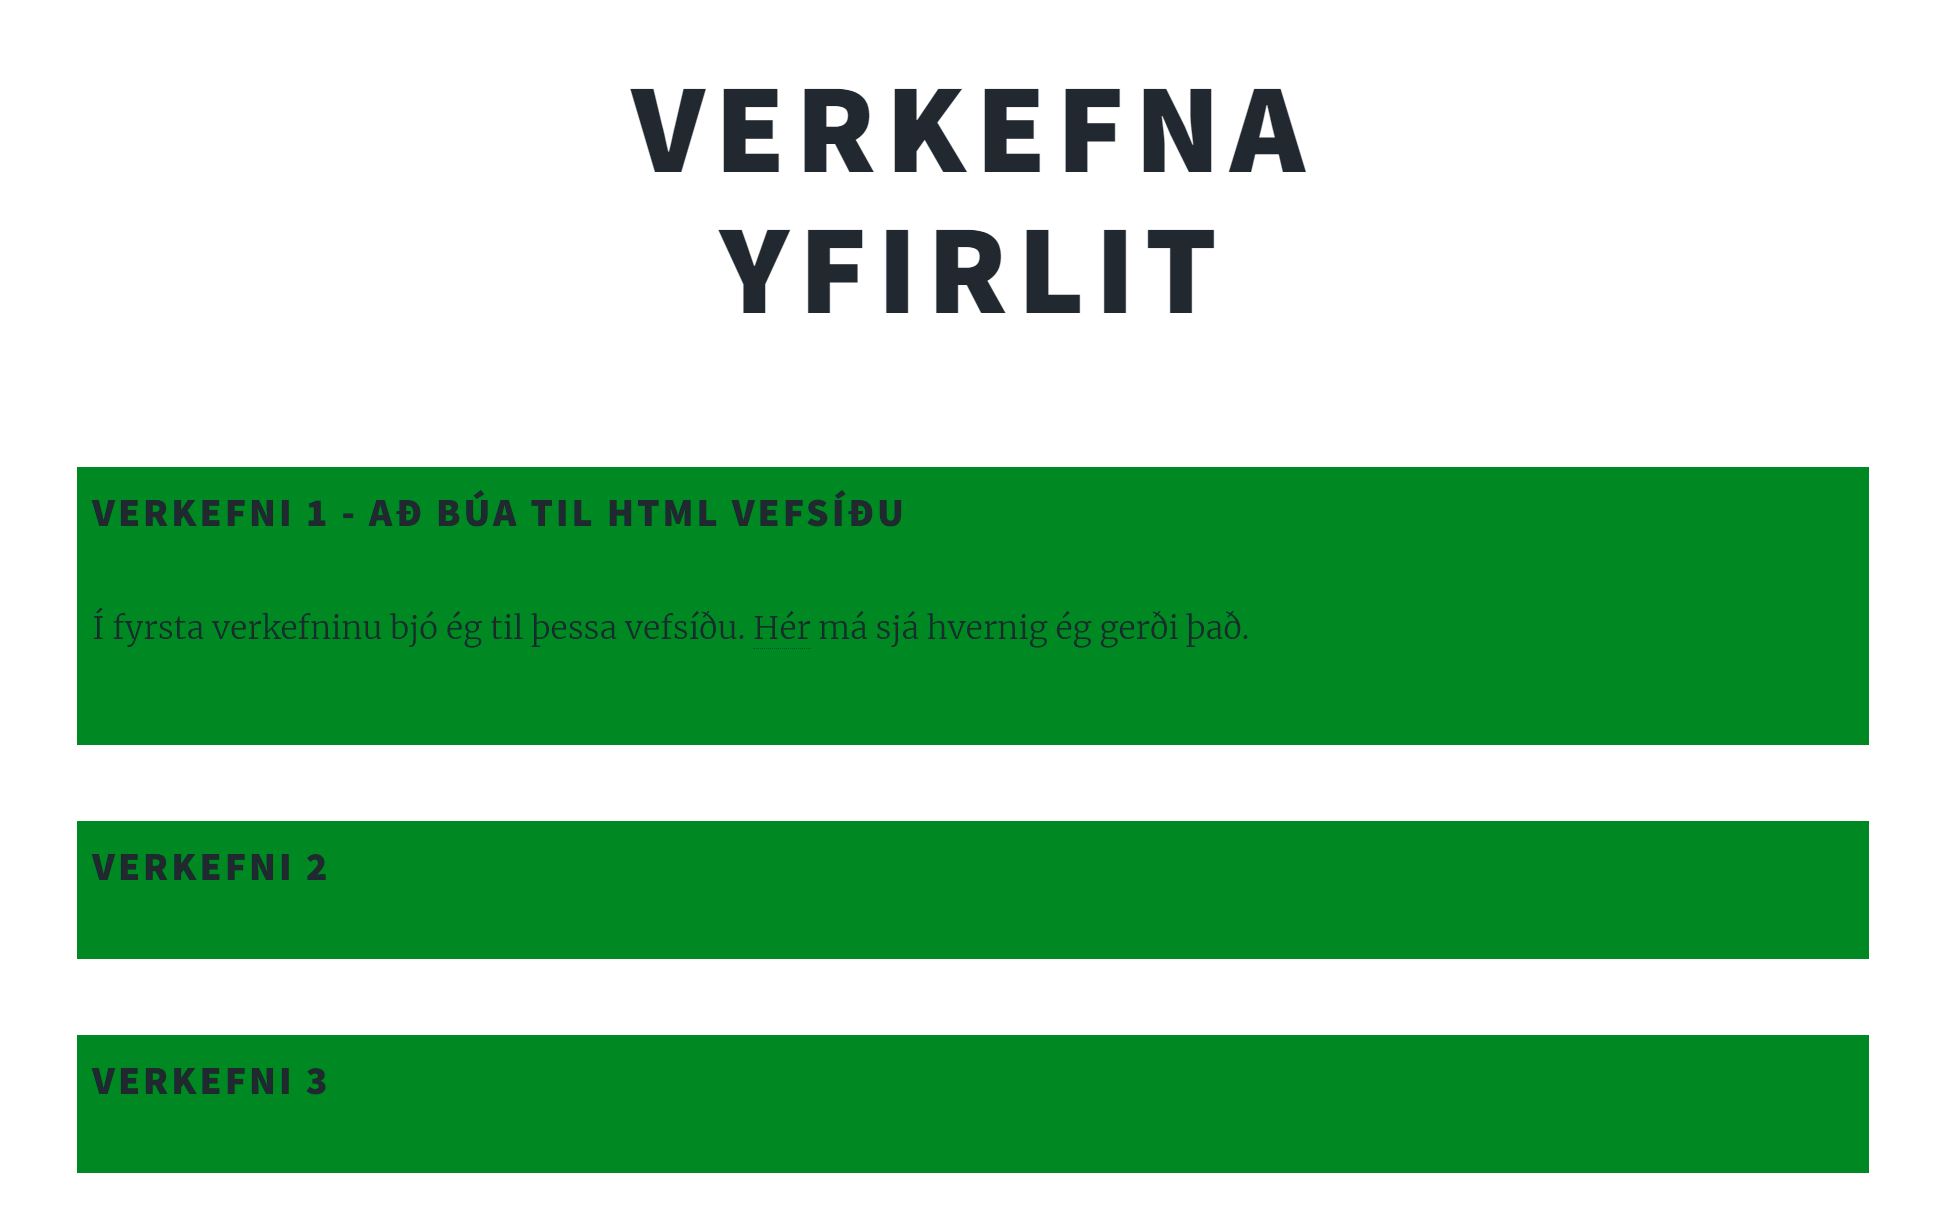 VERKEFNA
YFIRLIT
VERKEFNI 1 - AÐ BÚA TIL HTML VEFSÍÐU
Í fyrsta verkefninu bjó ég til þessa vefsíðu. Hér má sjá hvernig ég gerði það.
VERKEFNI 2
VERKEFNI 3